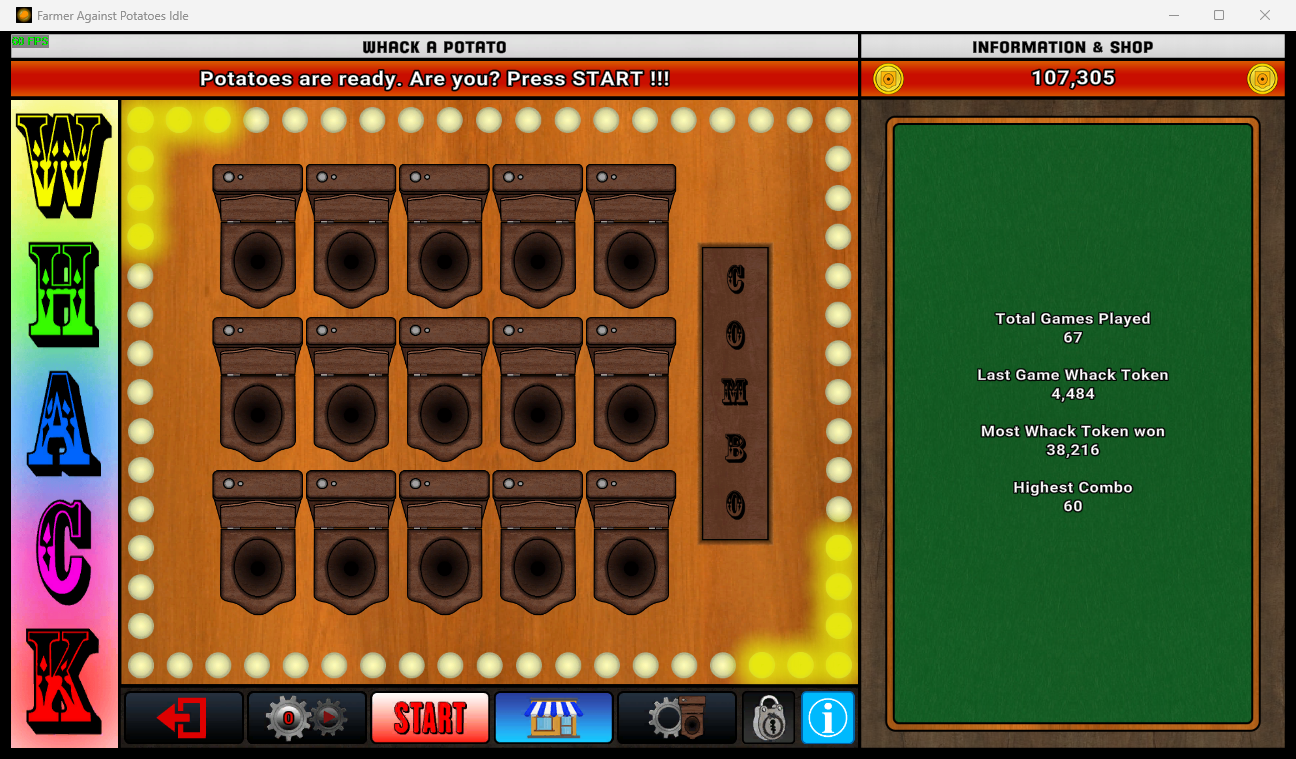 Farmer Against Potatoes Idle
WHACK A POTATO
INFORMATION & SHOP
Potatoes are ready. Are you? Press START !!!
107,305
W
H
A
C
K
C
O
M
B
O
Total Games Played
67
Last Game Whack Token
4,484
Most Whack Token won
38,216
Highest Combo
60
0
START
i